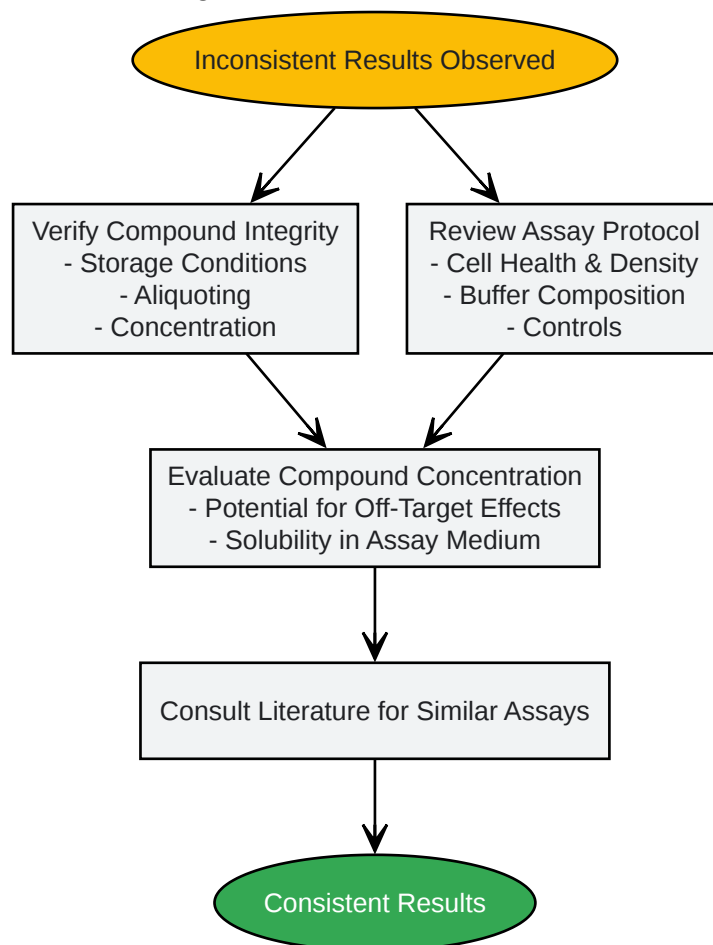 Inconsistent Results Observed
Verify Compound Integrity
- Storage Conditions
- Aliquoting
- Concentration
Review Assay Protocol
- Cell Health & Density
- Buffer Composition
- Controls
Evaluate Compound Concentration
- Potential for Off-Target Effects
- Solubility in Assay Medium
Consult Literature for Similar Assays
Consistent Results